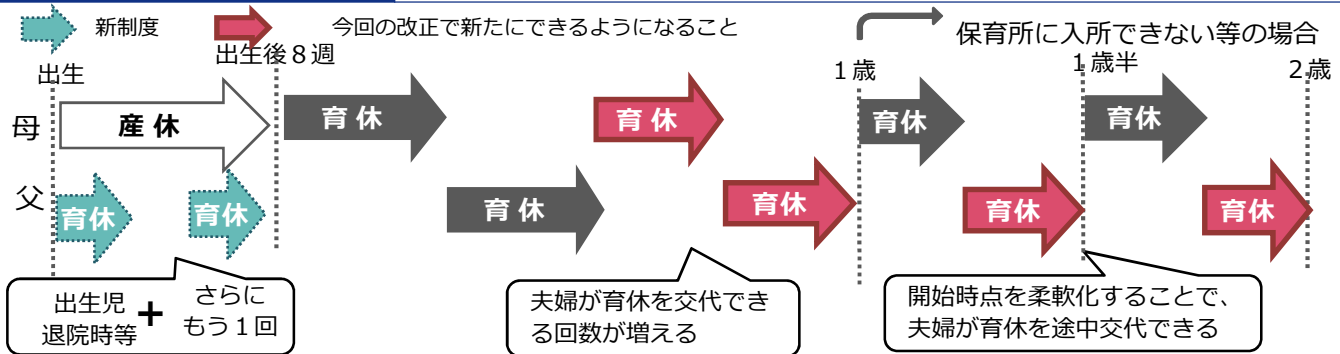 新制度
今回の改正で新たにできるようになること
保育所に入所できない等の場合
出生
出生後８週
１歳
１歳半
２歳
母
産 休
育 休
育 休
育休
育休
父
育休
育休
育 休
育休
育休
育休
出生児
退院時等
+
さらに
もう１回
夫婦が育休を交代でき
る回数が増える
開始時点を柔軟化することで、
夫婦が育休を途中交代できる